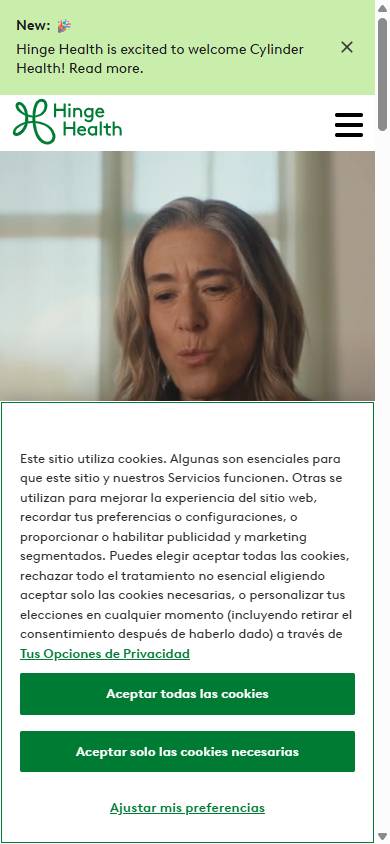 New: 🎉
Hinge Health is excited to welcome Cylinder
Health! Read more.
Hinge
Health
Este sitio utiliza cookies. Algunas son esenciales para
que este sitio y nuestros Servicios funcionen. Otras se
utilizan para mejorar la experiencia del sitio web,
recordar tus preferencias o configuraciones, o
proporcionar o habilitar publicidad y marketing
segmentados. Puedes elegir aceptar todas las cookies,
rechazar todo el tratamiento no esencial eligiendo
aceptar solo las cookies necesarias, o personalizar tus
elecciones en cualquier momento (incluyendo retirar el
consentimiento después de haberlo dado) a través de
Tus Opciones de Privacidad
Aceptar todas las cookies
Aceptar solo las cookies necesarias
Ajustar mis preferencias